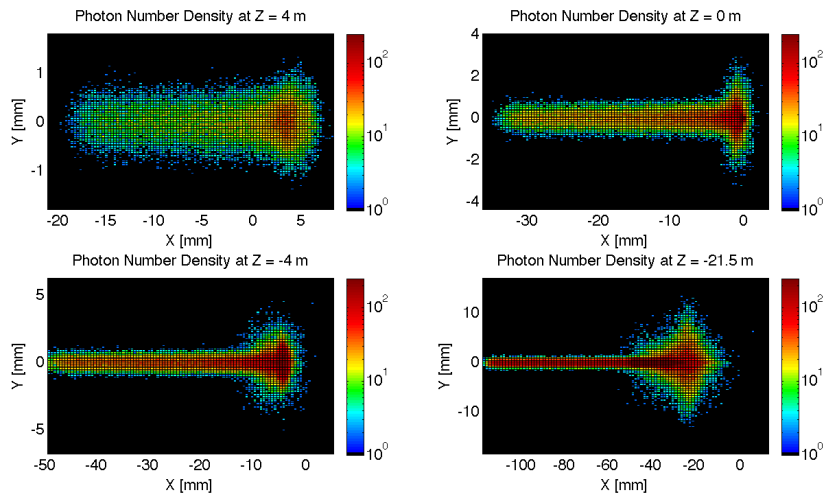 Photon Number Density at Z = 4 m
1
0
-1
Y [mm]
-20 -15 -10 -5 0 5
X [mm]
10^2
10^1
10^0
Photon Number Density at Z = 0 m
4
2
0
-2
-4
Y [mm]
-30 -20 -10 0
X [mm]
10^2
10^1
10^0
Photon Number Density at Z = -4 m
5
0
-5
Y [mm]
-50 -40 -30 -20 -10 0
X [mm]
10^2
10^1
10^0
Photon Number Density at Z = -21.5 m
10
0
-10
Y [mm]
-100 -80 -60 -40 -20 0
X [mm]
10^2
10^1
10^0